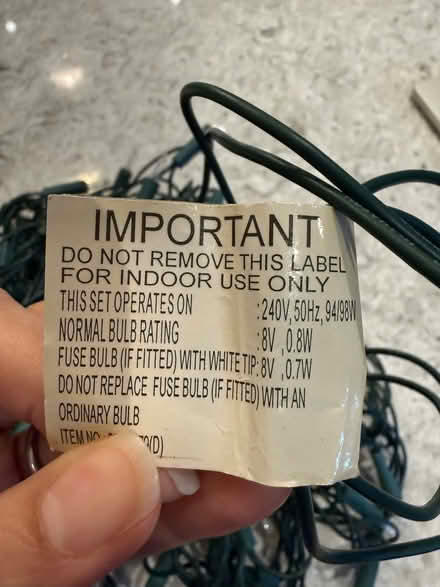 IMPORTANT
DO NOT REMOVE THIS LABEL
FOR INDOOR USE ONLY
THIS SET OPERATES ON :240V, 50Hz, 94/98W
NORMAL BULB RATING :8V ,0.8W
FUSE BULB (IF FITTED) WITH WHITE TIP:8V ,0.7W
DO NOT REPLACE FUSE BULB (IF FITTED) WITH AN
ORDINARY BULB
ITEM NO